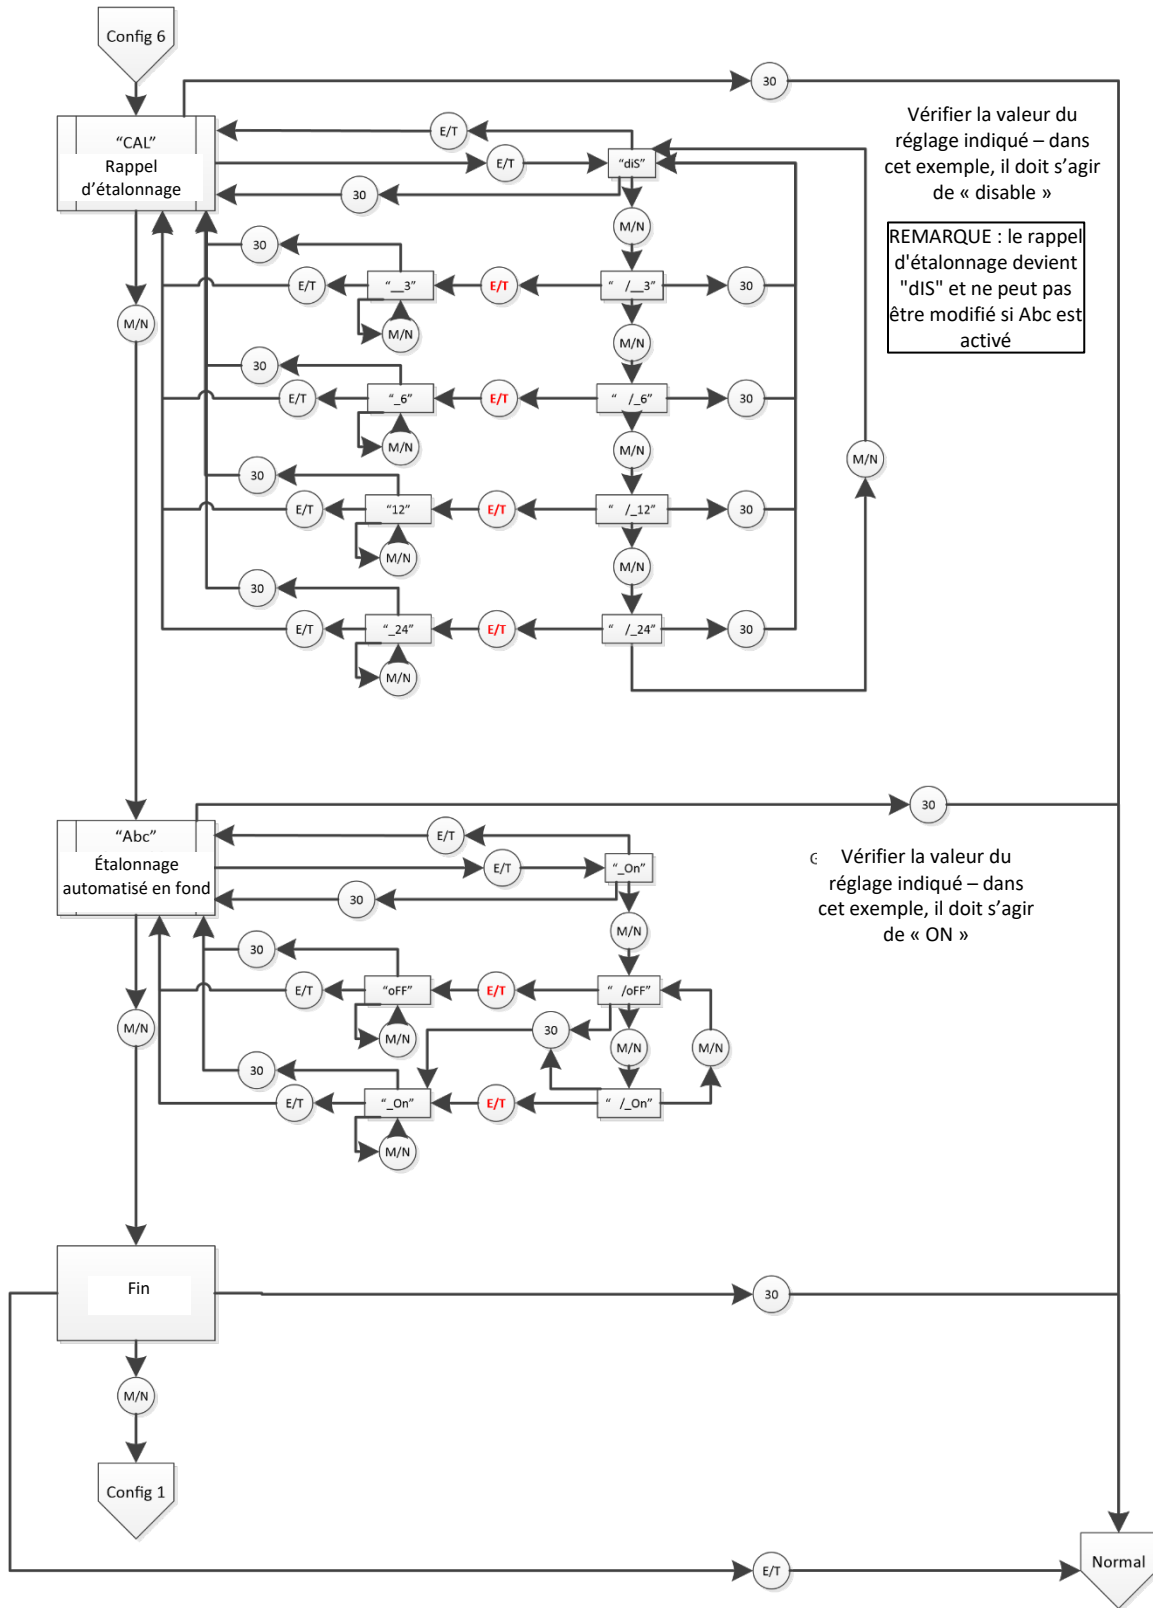 Config 6
30
"CAL"
Rappel
d'étalonnage
E/T
E/T
"diS"
30
Vérifier la valeur du
réglage indiqué – dans
cet exemple, il doit s'agir
de « disable »
REMARQUE : le rappel
d'étalonnage devient
"dIS" et ne peut pas
être modifié si Abc est
activé
M/N
30
E/T
"__3"
E/T
" /__3"
30
M/N
M/N
M/N
30
E/T
"_6"
E/T
" /_6"
30
M/N
M/N
M/N
30
E/T
"12"
E/T
" /_12"
30
M/N
M/N
30
E/T
"_24"
E/T
" /_24"
30
M/N
"Abc"
Étalonnage
automatisé en fond
30
E/T
E/T
"_On"
30
Vérifier la valeur du
réglage indiqué – dans
cet exemple, il doit s'agir
de « ON »
M/N
30
E/T
"oFF"
E/T
" /oFF"
M/N
M/N
30
M/N
M/N
30
E/T
"_On"
E/T
" /_On"
M/N
Fin
30
M/N
Config 1
E/T
Normal